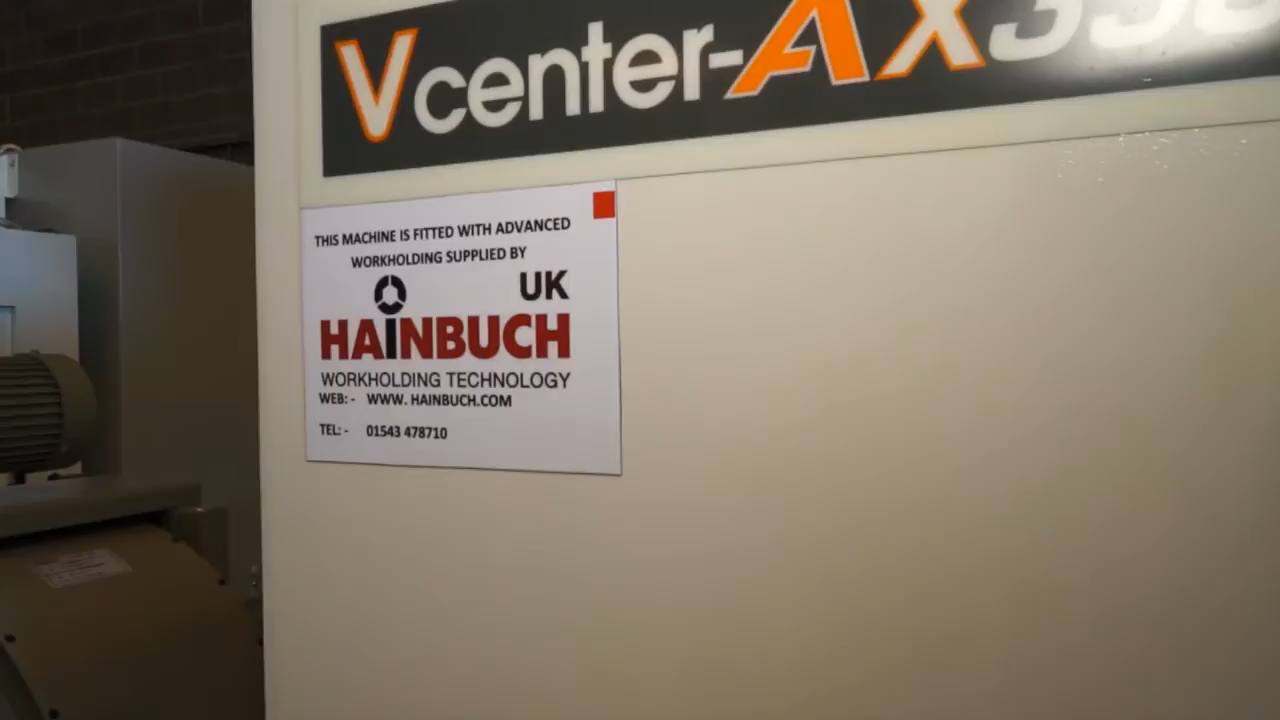 Vcenter-AX350
THIS MACHINE IS FITTED WITH ADVANCED
WORKHOLDING SUPPLIED BY
UK
HAINBUCH
WORKHOLDING TECHNOLOGY
WEB: - WWW. HAINBUCH.COM
TEL: - 01543 478710